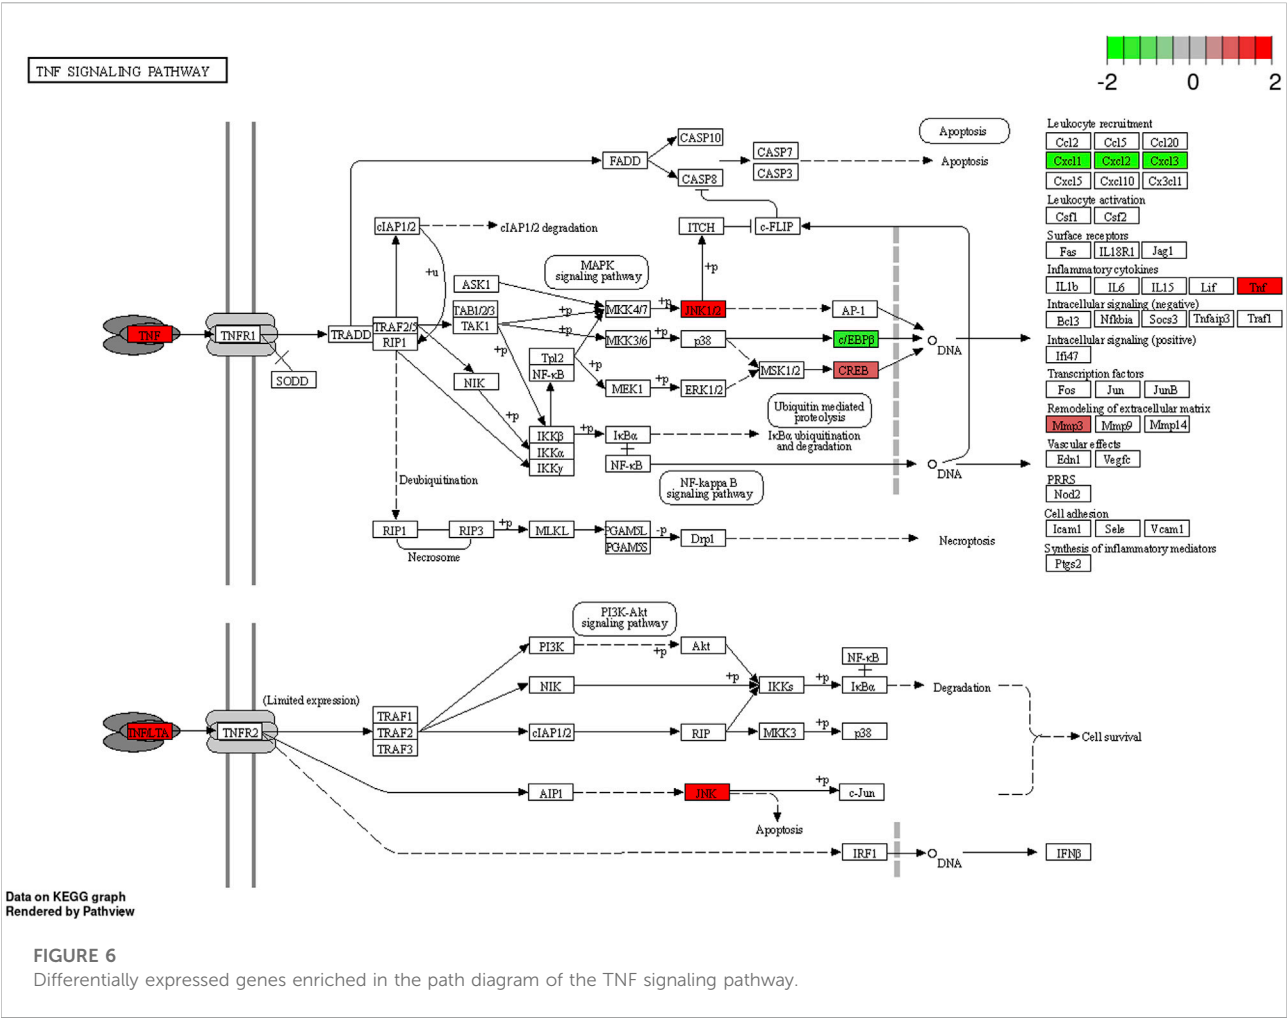 TNF SIGNALING PATHWAY
-2 0 2
Leukocyte recruitment
Ccl2 Ccl5 Ccl20
Cxcl1 Cxcl2 Cxcl3
Cxcl5 Cxcl10 Cx3cl1
Leukocyte activation
Csf1 Csf2
Surface receptors
Fas IL18R1 Jag1
Inflammatory cytokines
IL1b IL6 IL15 Lif Tnf
Intracellular signaling (negative)
Bcl3 Nfkbia Socs3 Tnfaip3 Traf1
Intracellular signaling (positive)
Ifi47
Transcription factors
Fos Jun JunB
Remodeling of extracellular matrix
Mmp3 Mmp9 Mmp14
Vascular effects
Edn1 Vegfc
PRRS
Nod2
Cell adhesion
Icam1 Sele Vcam1
Synthesis of inflammatory mediators
Ptgs2
Apoptosis
CASP10
FADD
CASP7
Apoptosis
CASP8
CASP3
cIAP1/2
cIAP1/2 degradation
ITCH
c-FLIP
+u
MAPK
signaling pathway
+p
ASK1
TAB1/2/3
TAK1
MKK4/7
+p
JNK1/2
AP-1
+p
TNF
TNFR1
TRADD
TRAF2/5
RIP1
+p
MKK3/6
+p
p38
c/EBPβ
DNA
SODD
+p
Tpl2
NF-κB
MSK1/2
+p
CREB
NIK
+p
MEK1
+p
ERK1/2
Ubiquitin mediated
proteolysis
+p
IKKβ
IKKα
IKKγ
+p
IκBα
IκBα ubiquitination
and degradation
NF-κB
DNA
Deubiquitination
NF-kappa B
signaling pathway
RIP1
RIP3
+p
MLKL
PGAM5L
PGAM5S
-p
Drp1
Necroptosis
Necrosome
PI3K-Akt
signaling pathway
PI3K
+p
Akt
NF-κB
NIK
+p
IKKs
+p
IκBα
Degradation
(Limited expression)
TNF/LTA
TNFR2
TRAF1
TRAF2
TRAF3
cIAP1/2
RIP
MKK3
+p
p38
Cell survival
AIP1
JNK
+p
c-Jun
Apoptosis
IRF1
DNA
IFNβ
Data on KEGG graph
Rendered by Pathview
FIGURE 6
Differentially expressed genes enriched in the path diagram of the TNF signaling pathway.